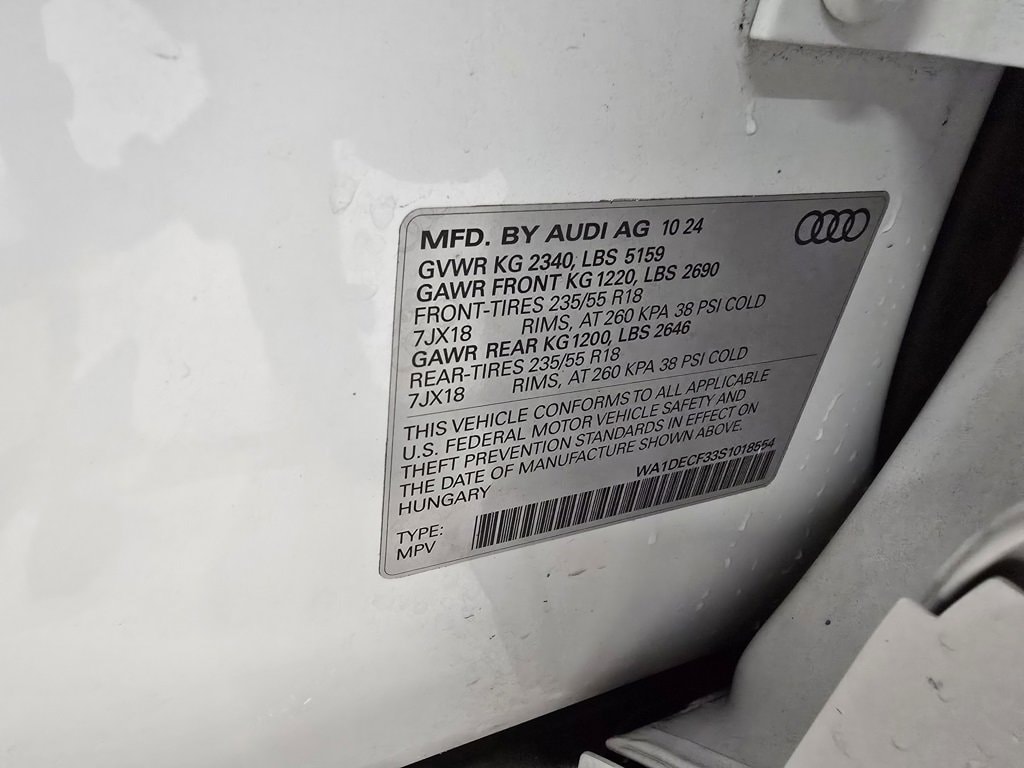 MFD. BY AUDI AG 10 24
GVWR KG 2340, LBS 5159
GAWR FRONT KG 1220, LBS 2690
FRONT-TIRES 235/55 R18
7JX18 RIMS, AT 260 KPA 38 PSI COLD
GAWR REAR KG 1200, LBS 2646
REAR-TIRES 235/55 R18
7JX18 RIMS, AT 260 KPA 38 PSI COLD
THIS VEHICLE CONFORMS TO ALL APPLICABLE
U.S. FEDERAL MOTOR VEHICLE SAFETY AND
THEFT PREVENTION STANDARDS IN EFFECT ON
THE DATE OF MANUFACTURE SHOWN ABOVE.
HUNGARY
WA1DECF33S1018554
TYPE:
MPV